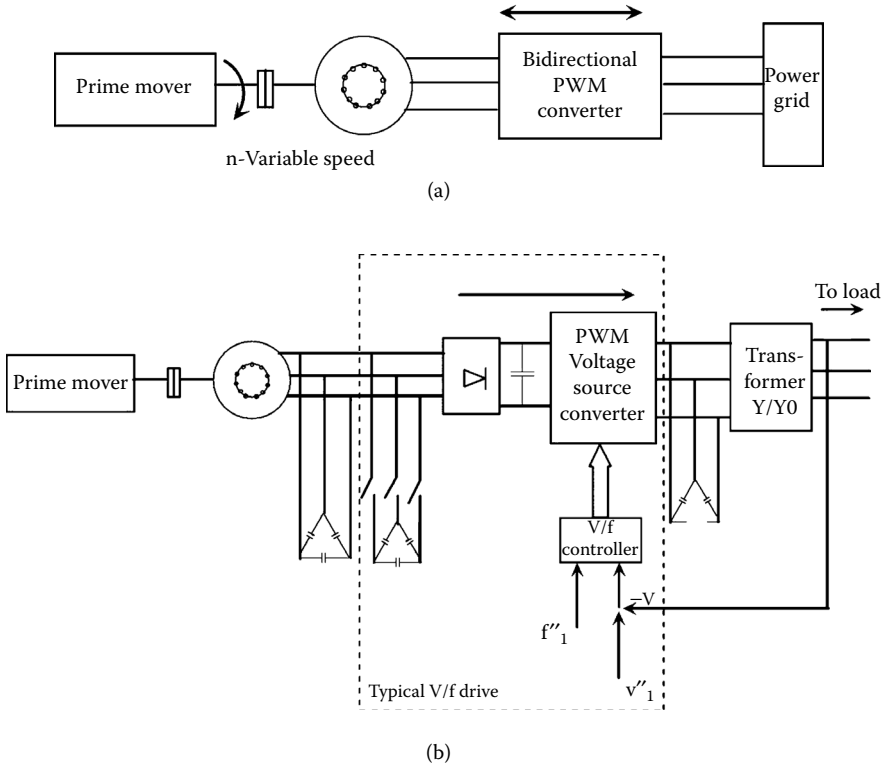 Prime mover
n-Variable speed
Bidirectional
PWM
converter
Power
grid
(a)
Prime mover
PWM
Voltage
source
converter
Trans-
former
Y/Y0
To load
V/f
controller
−V
f″1
v″1
Typical V/f drive
(b)